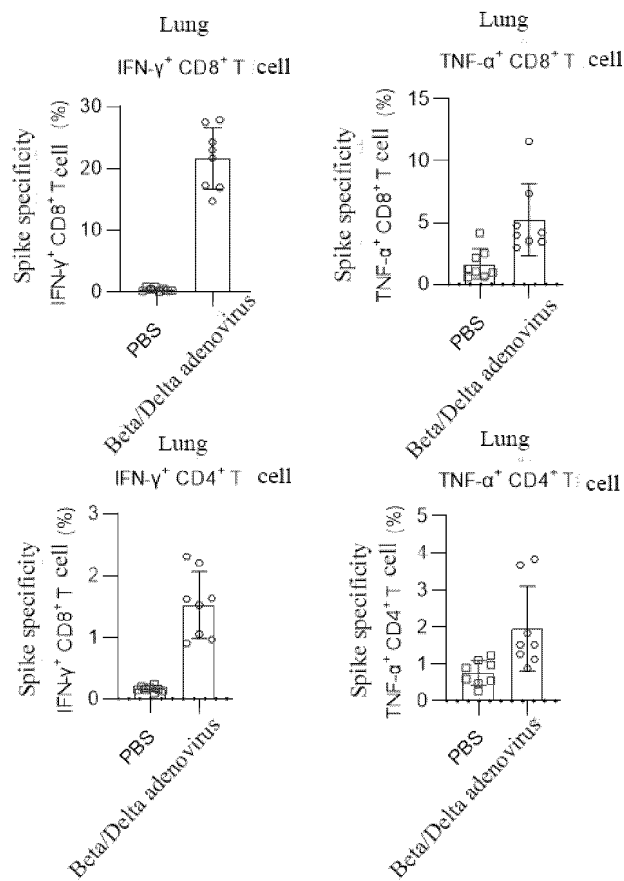 Lung
IFN-γ⁺ CD8⁺ T cell
Spike specificity
IFN-γ⁺ CD8⁺ T cell (%)
30
20
10
0
PBS
Beta/Delta adenovirus
Lung
TNF-α⁺ CD8⁺ T cell
Spike specificity
TNF-α⁺ CD8⁺ T cell (%)
15
10
5
0
PBS
Beta/Delta adenovirus
Lung
IFN-γ⁺ CD4⁺ T cell
Spike specificity
IFN-γ⁺ CD8⁺ T cell (%)
3
2
1
0
PBS
Beta/Delta adenovirus
Lung
TNF-α⁺ CD4⁺ T cell
Spike specificity
TNF-α⁺ CD4⁺ T cell (%)
5
4
3
2
1
0
PBS
Beta/Delta adenovirus